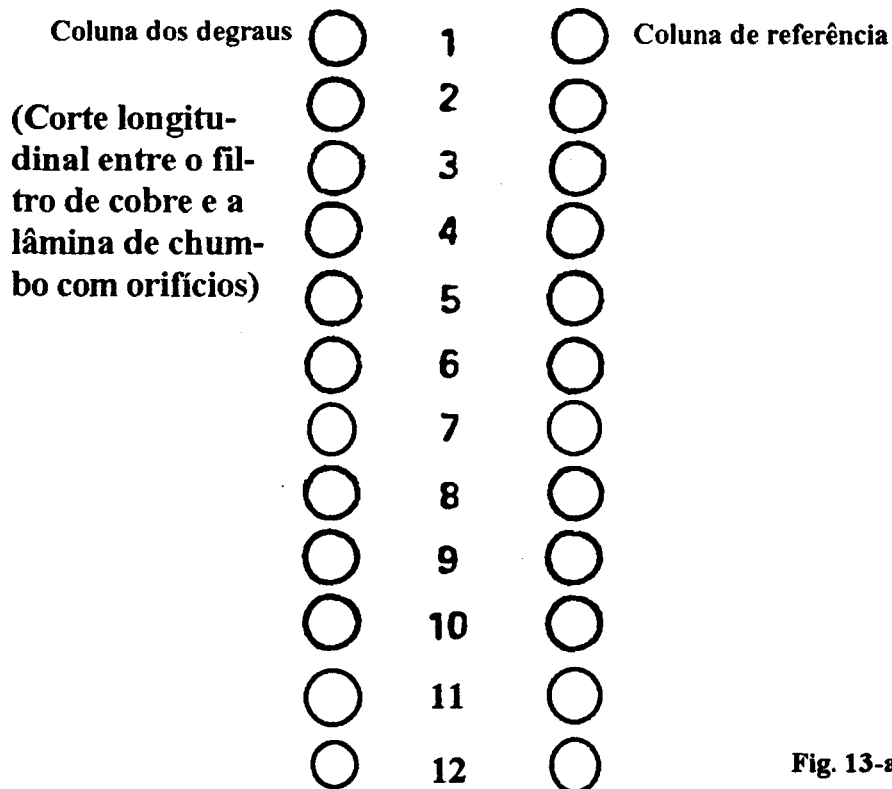 Coluna dos degraus
1
Coluna de referência
(Corte longitu-
dinal entre o fil-
tro de cobre e a
lâmina de chum-
bo com orifícios)
2
3
4
5
6
7
8
9
10
11
12
Fig. 13-a